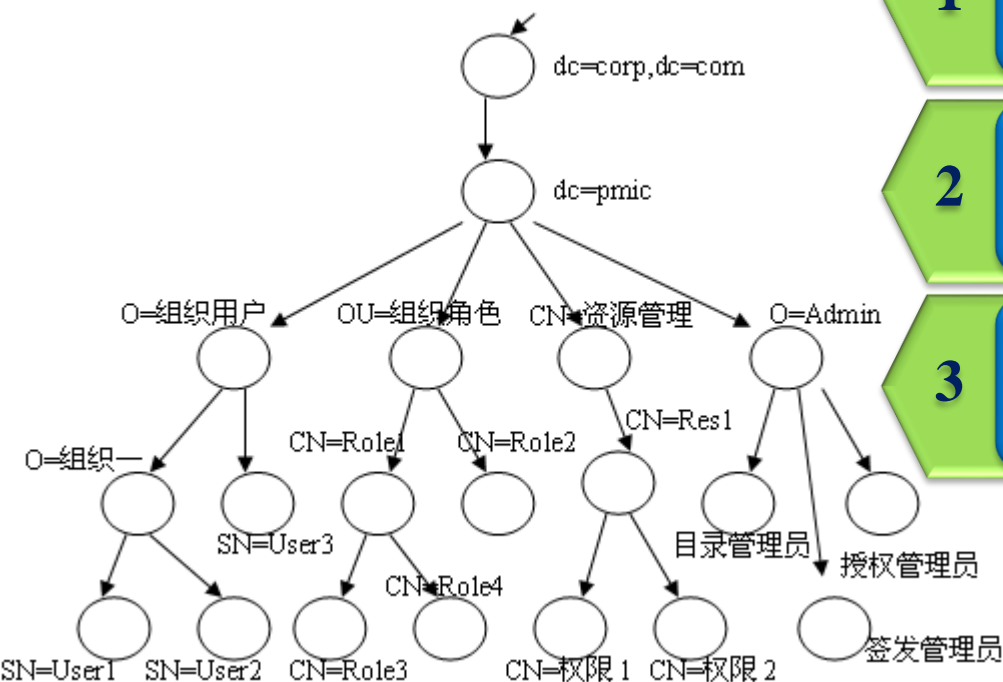 1
dc=corp,dc=com
2
dc=pmic
O=组织用户
OU=组织角色
CN=资源管理
O=Admin
3
CN=Res1
CN=Role1
CN=Role2
O=组织一
SN=User3
目录管理员
授权管理员
CN=Role4
签发管理员
SN=User1
SN=User2
CN=Role3
CN=权限1
CN=权限2